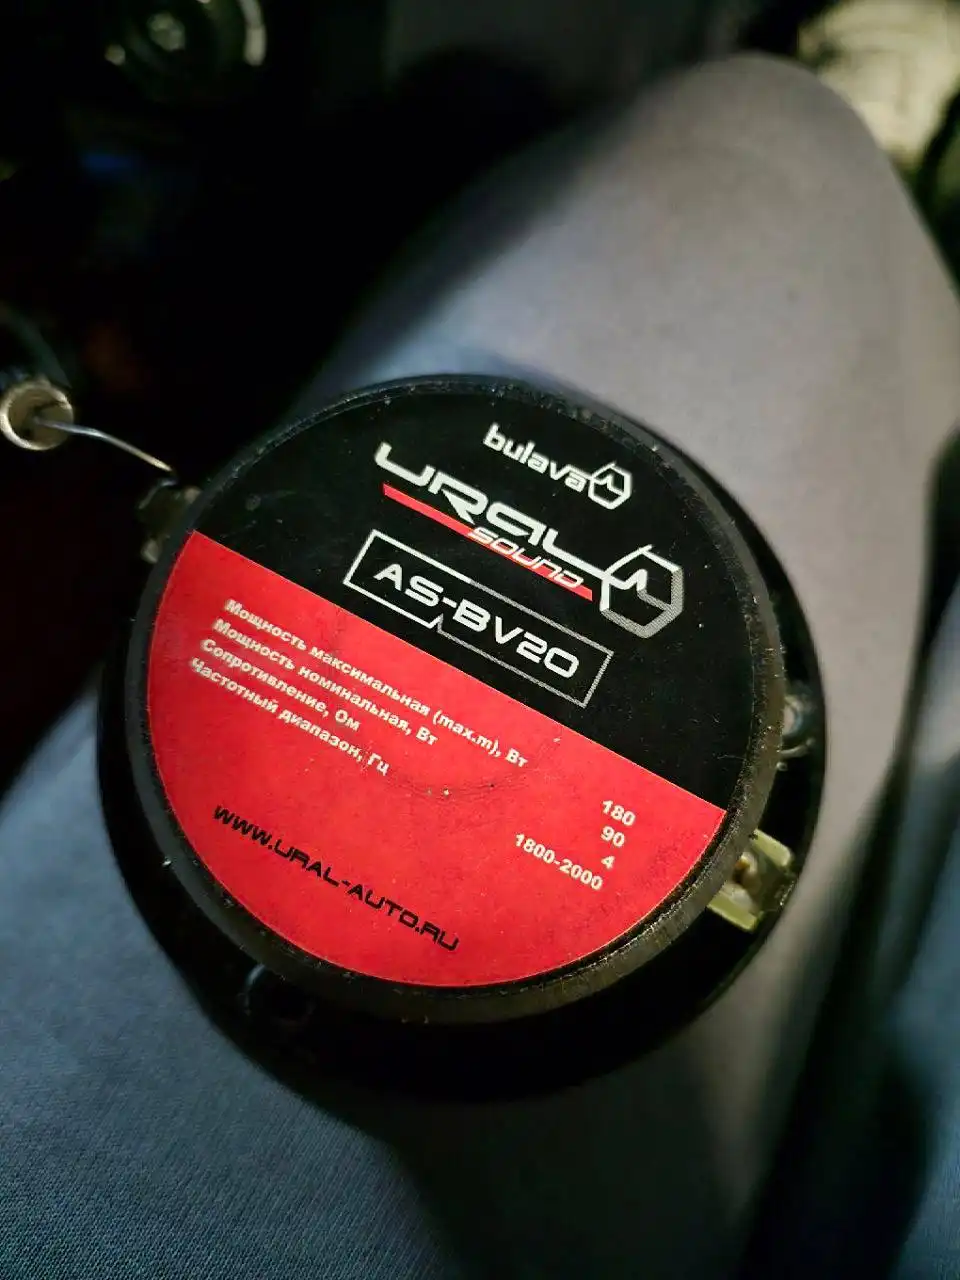 bulava
URAL
SOUND
AS-BV20
Мощность максимальная (max.m), Вт 180
Мощность номинальная, Вт 90
Сопротивление, Ом 4
Частотный диапазон, Гц 1800-2000
www.URAL-AUTO.RU